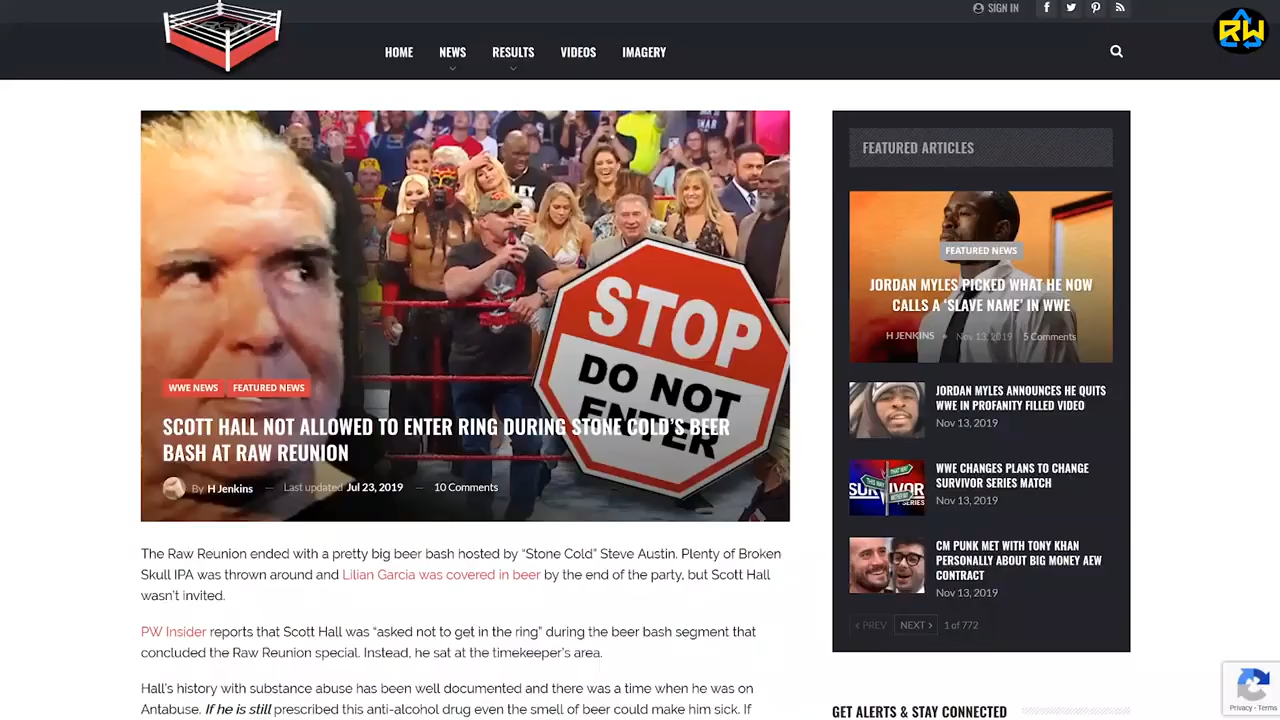 SIGN IN
RW
HOME
NEWS
RESULTS
VIDEOS
IMAGERY
NEWS
STOP
DO NOT
ENTER
WWE NEWS
FEATURED NEWS
SCOTT HALL NOT ALLOWED TO ENTER RING DURING STONE COLD'S BEER
BASH AT RAW REUNION
By H Jenkins — Last updated Jul 23, 2019 — 10 Comments
The Raw Reunion ended with a pretty big beer bash hosted by "Stone Cold" Steve Austin. Plenty of Broken
Skull IPA was thrown around and Lilian Garcia was covered in beer by the end of the party, but Scott Hall
wasn't invited.
PW Insider reports that Scott Hall was "asked not to get in the ring" during the beer bash segment that
concluded the Raw Reunion special. Instead, he sat at the timekeeper's area.
Hall's history with substance abuse has been well documented and there was a time when he was on
Antabuse. If he is still prescribed this anti-alcohol drug even the smell of beer could make him sick. If
FEATURED ARTICLES
FEATURED NEWS
JORDAN MYLES PICKED WHAT HE NOW
CALLS A 'SLAVE NAME' IN WWE
H JENKINS • Nov 13, 2019 5 Comments
JORDAN MYLES ANNOUNCES HE QUITS
WWE IN PROFANITY FILLED VIDEO
Nov 13, 2019
WWE CHANGES PLANS TO CHANGE
SURVIVOR SERIES MATCH
Nov 13, 2019
CM PUNK MET WITH TONY KHAN
PERSONALLY ABOUT BIG MONEY AEW
CONTRACT
Nov 13, 2019
PREV
NEXT
1 of 772
GET ALERTS & STAY CONNECTED
Privacy - Terms